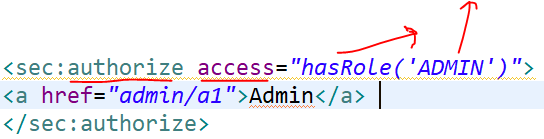 <sec:authorize access="hasRole('ADMIN')">
<a href="admin/a1">Admin</a>
</sec:authorize>